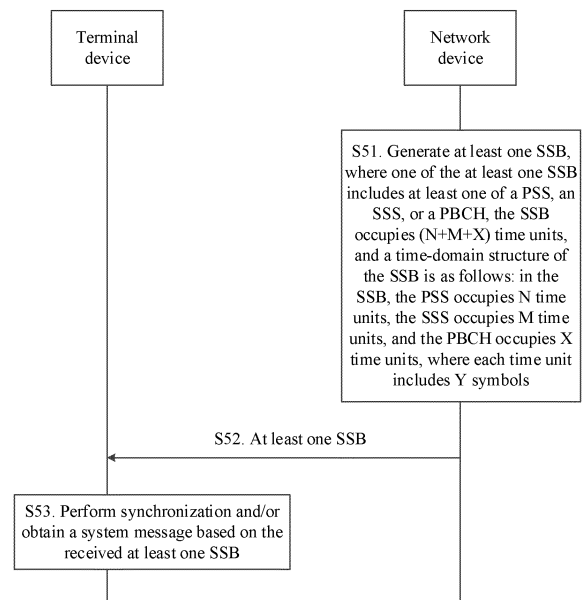 Terminal
device
Network
device
S51. Generate at least one SSB,
where one of the at least one SSB
includes at least one of a PSS, an
SSS, or a PBCH, the SSB
occupies (N+M+X) time units,
and a time-domain structure of
the SSB is as follows: in the
SSB, the PSS occupies N time
units, the SSS occupies M time
units, and the PBCH occupies X
time units, where each time unit
includes Y symbols
S52. At least one SSB
S53. Perform synchronization and/or
obtain a system message based on the
received at least one SSB